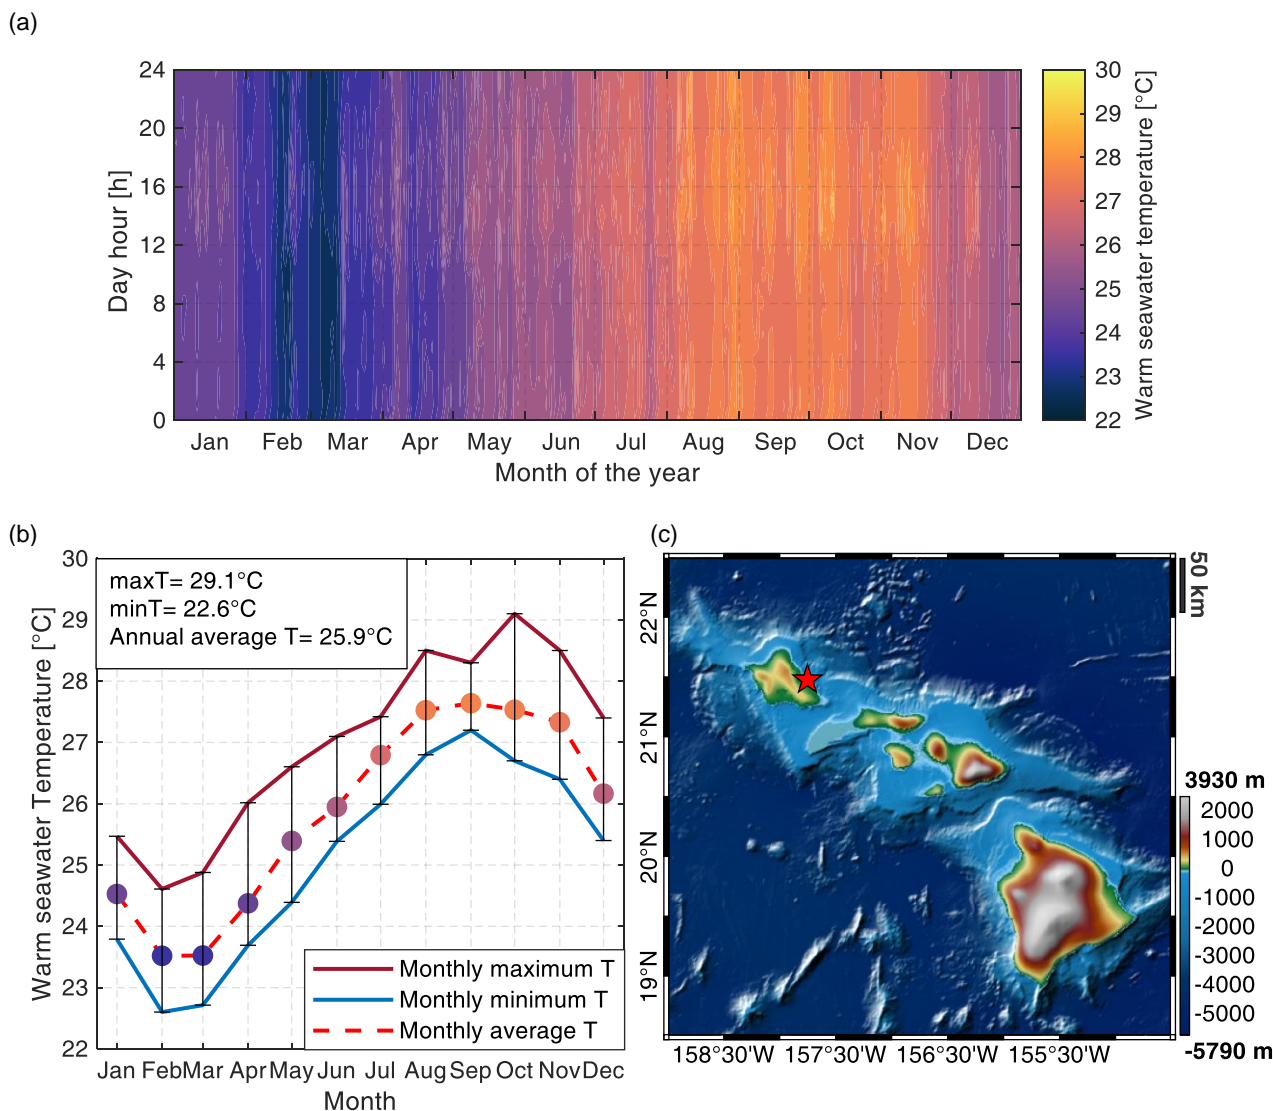 (a)
24
20
16
12
8
4
0
Day hour [h]
Jan Feb Mar Apr May Jun Jul Aug Sep Oct Nov Dec
Month of the year
30
29
28
27
26
25
24
23
22
Warm seawater temperature [°C]
(b)
30
29
28
27
26
25
24
23
22
Warm seawater Temperature [°C]
maxT= 29.1°C
minT= 22.6°C
Annual average T= 25.9°C
Monthly maximum T
Monthly minimum T
Monthly average T
Jan Feb Mar Apr May Jun Jul Aug Sep Oct Nov Dec
Month
(c)
50 km
22°N
21°N
20°N
19°N
158°30'W 157°30'W 156°30'W 155°30'W
3930 m
2000
1000
0
-1000
-2000
-3000
-4000
-5000
-5790 m